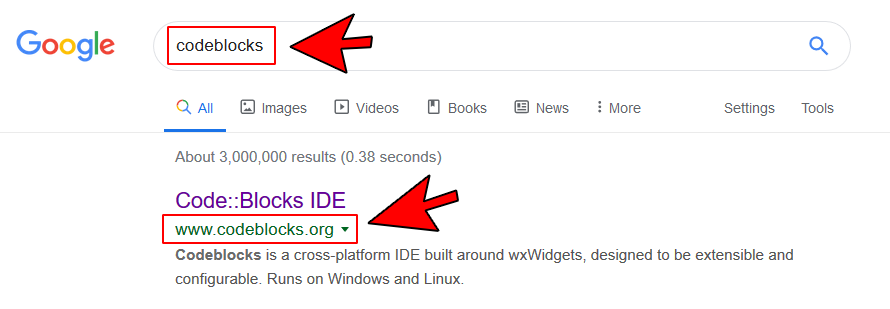 Google
codeblocks
All Images Videos Books News More Settings Tools
About 3,000,000 results (0.38 seconds)
Code::Blocks IDE
www.codeblocks.org
Codeblocks is a cross-platform IDE built around wxWidgets, designed to be extensible and
configurable. Runs on Windows and Linux.